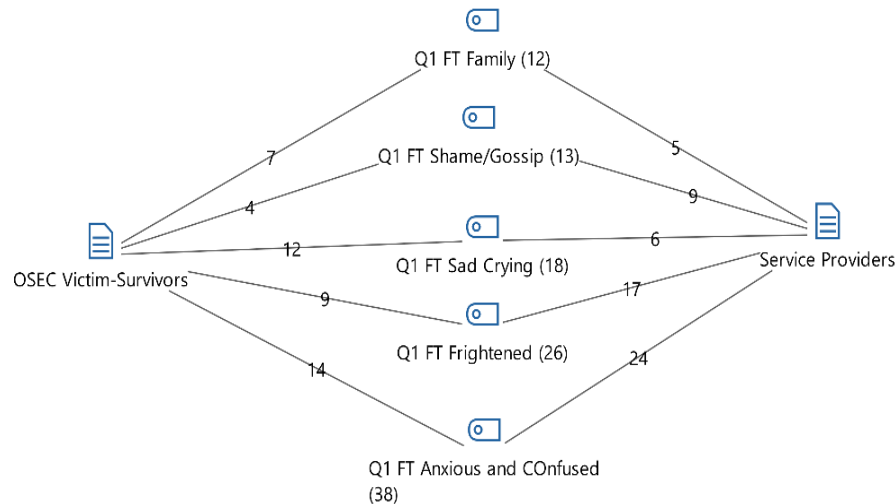 Q1 FT Family (12)
7
5
Q1 FT Shame/Gossip (13)
4
9
OSEC Victim-Survivors
12
Q1 FT Sad Crying (18)
6
Service Providers
9
Q1 FT Frightened (26)
17
14
24
Q1 FT Anxious and COnfused
(38)